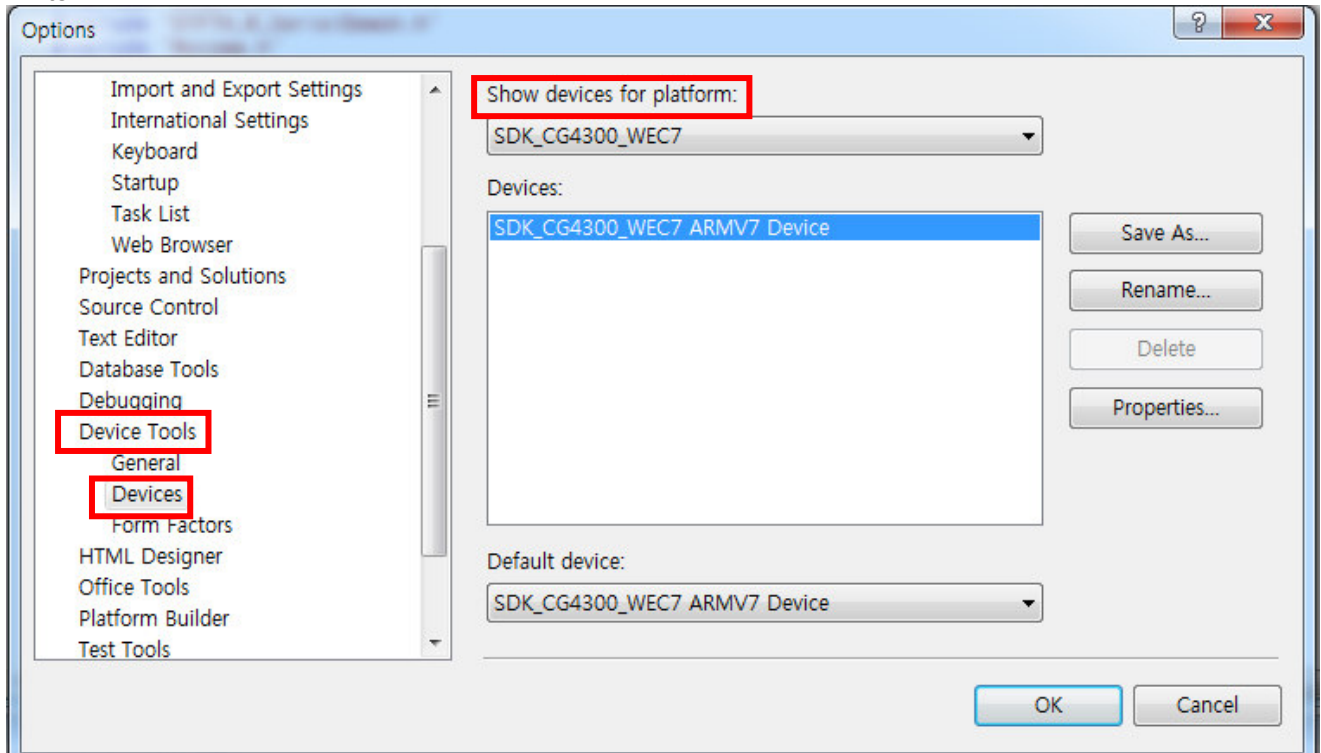 Options
Import and Export Settings
International Settings
Keyboard
Startup
Task List
Web Browser
Projects and Solutions
Source Control
Text Editor
Database Tools
Debugging
Device Tools
General
Devices
Form Factors
HTML Designer
Office Tools
Platform Builder
Test Tools
Show devices for platform:
SDK_CG4300_WEC7
Devices:
SDK_CG4300_WEC7 ARMV7 Device
Save As...
Rename...
Delete
Properties...
Default device:
SDK_CG4300_WEC7 ARMV7 Device
OK
Cancel